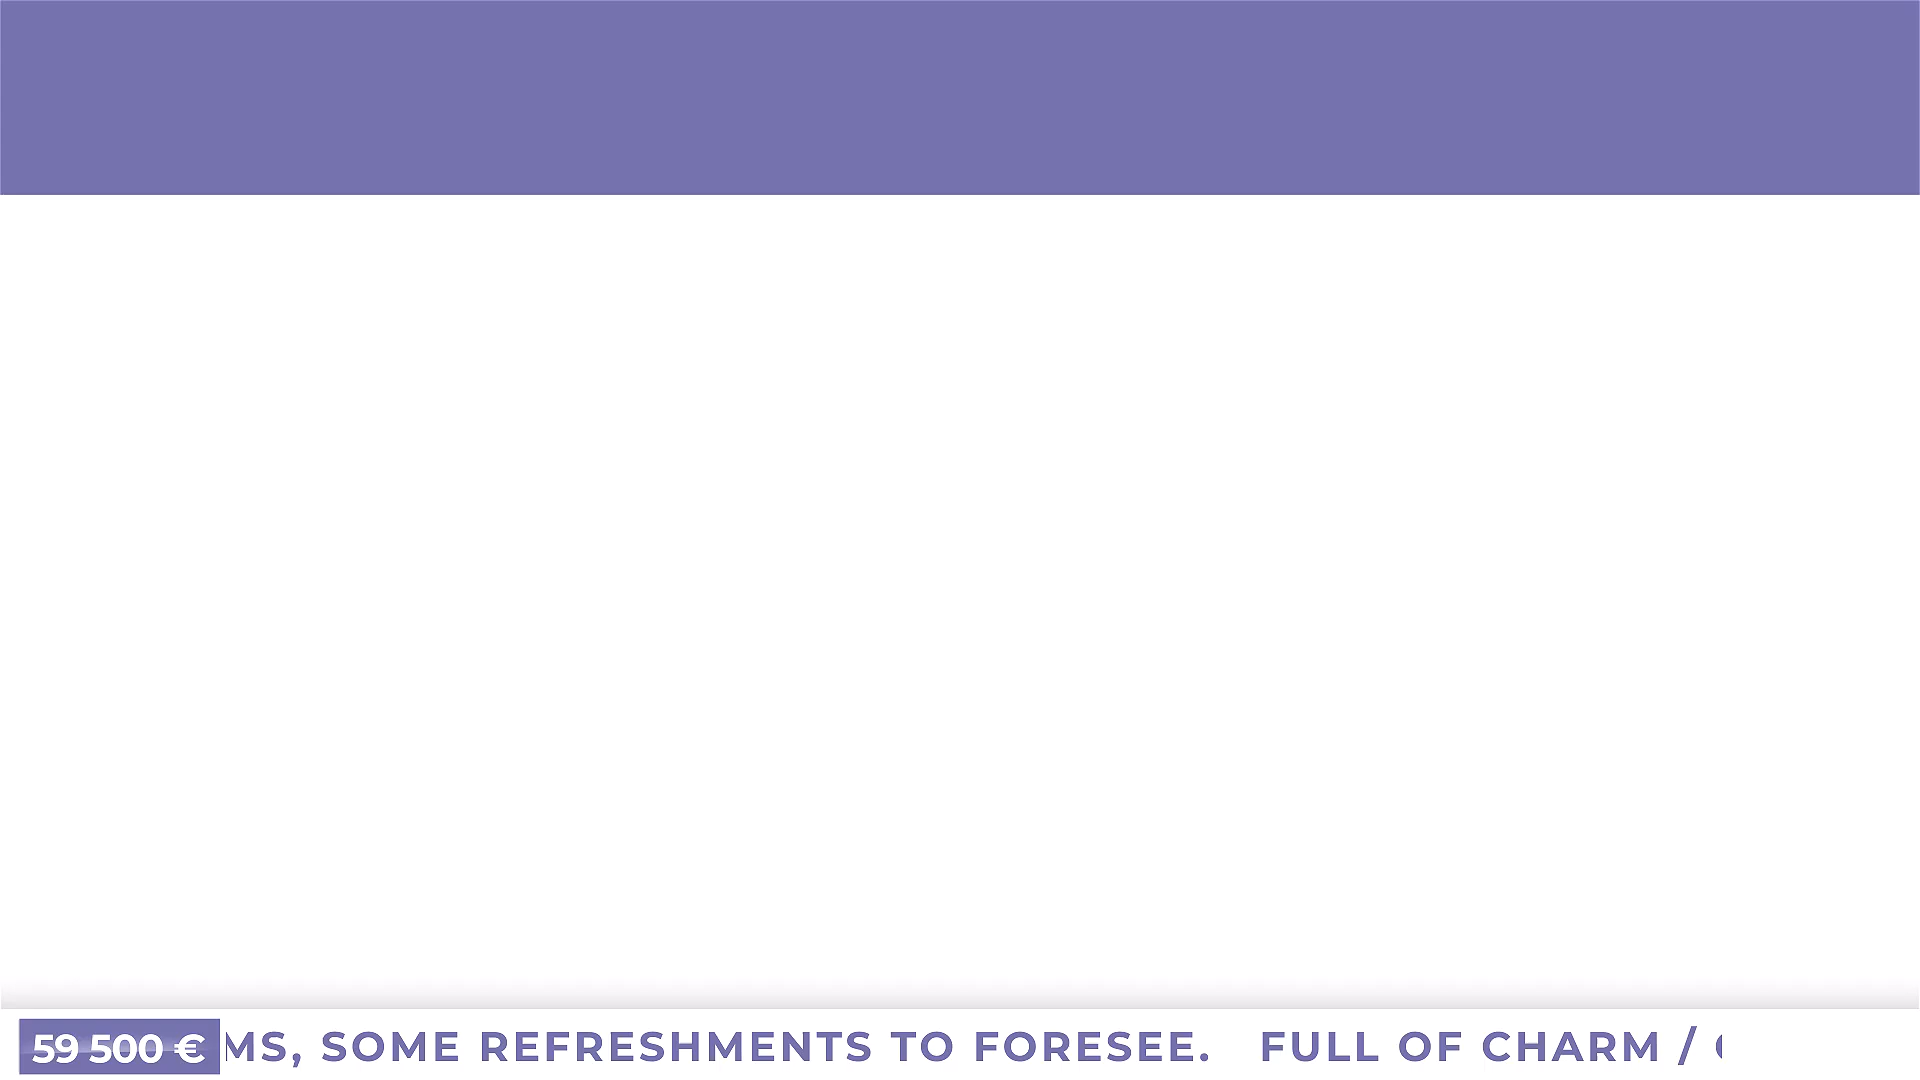 59 500 €
MS, SOME REFRESHMENTS TO FORESEE. FULL OF CHARM /